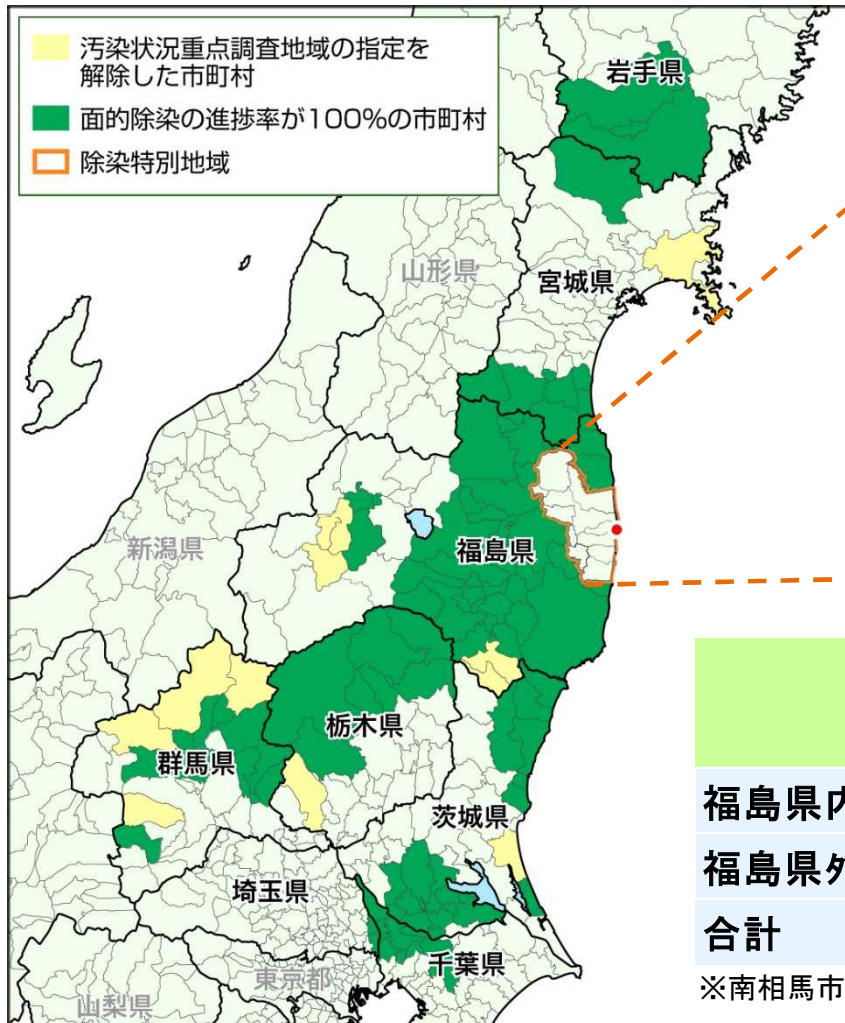 汚染状況重点調査地域の指定を
解除した市町村
面的除染の進捗率が100%の市町村
除染特別地域
岩手県
山形県
宮城県
新潟県
福島県
栃木県
群馬県
茨城県
埼玉県
千葉県
東京都
山梨県
福島県内
福島県外
合計
※南相馬市